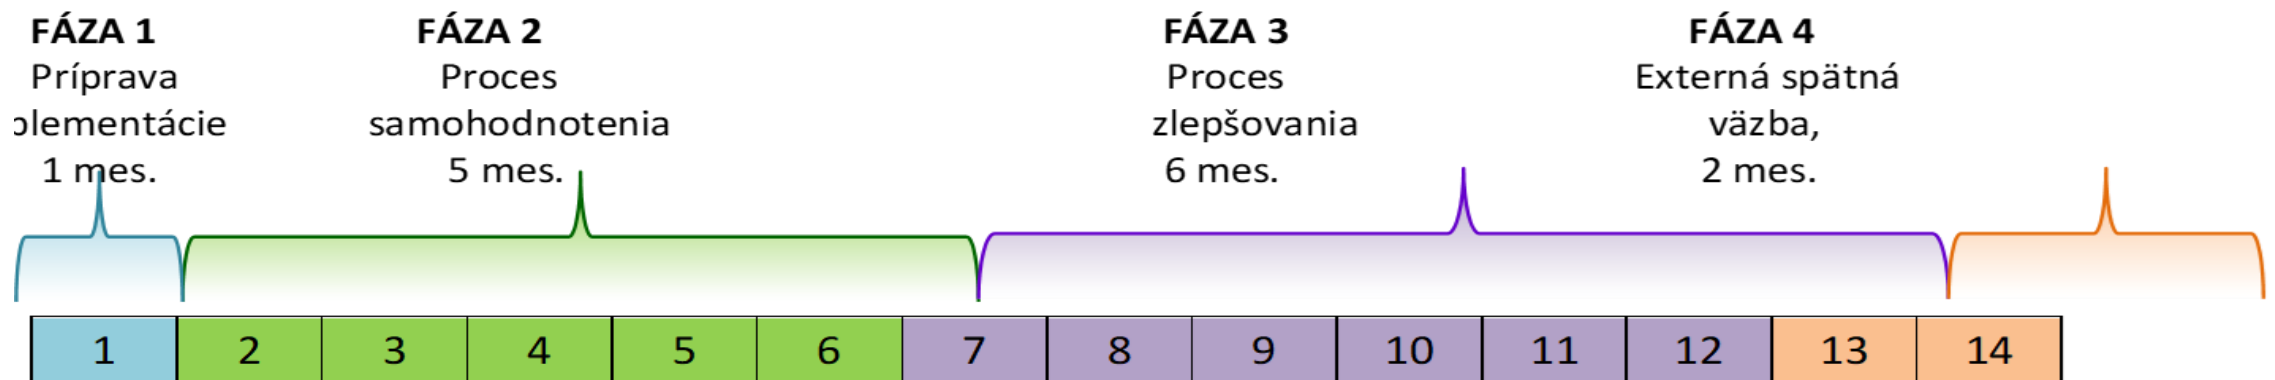 FÁZA 1
Príprava
plementácie
1 mes.
FÁZA 2
Proces
samohodnotenia
5 mes.
FÁZA 3
Proces
zlepšovania
6 mes.
FÁZA 4
Externá spätná
väzba,
2 mes.
1 2 3 4 5 6 7 8 9 10 11 12 13 14